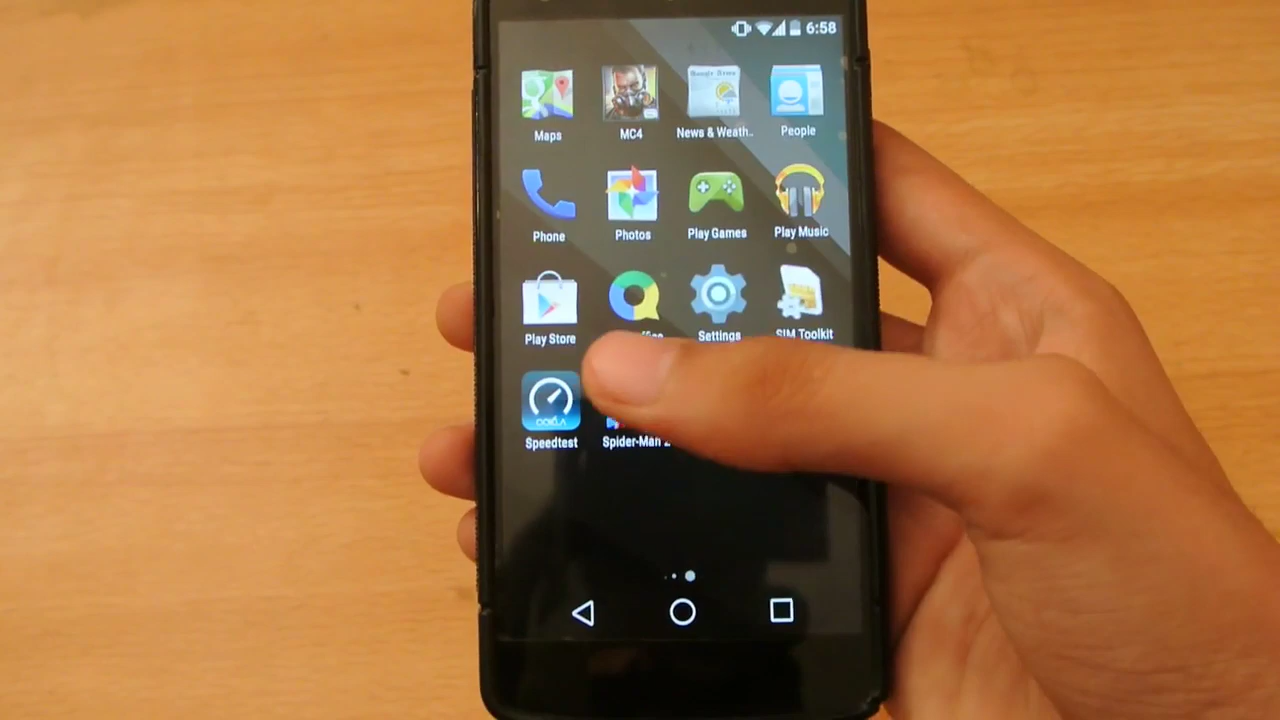 6:58
Maps
MC4
News & Weath..
People
Phone
Photos
Play Games
Play Music
Play Store
Settings
SIM Toolkit
Speedtest
Spider-Man 2